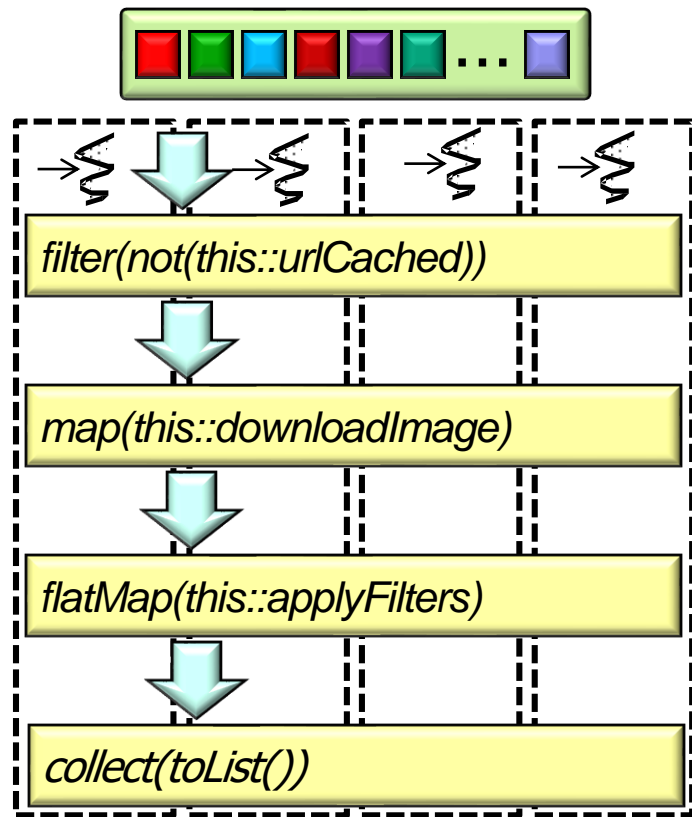 ...
filter(not(this::urlCached))
map(this::downloadImage)
flatMap(this::applyFilters)
collect(toList())